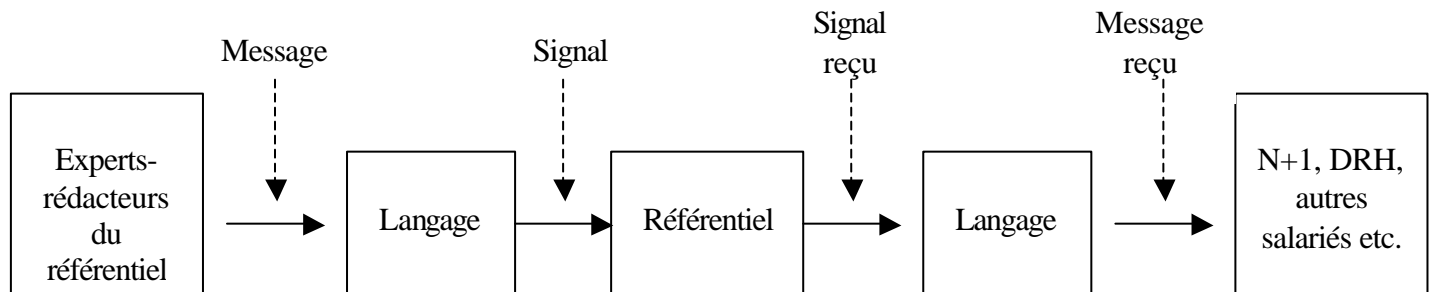 Message
Signal
Signal
reçu
Message
reçu
Experts-
rédacteurs
du
référentiel
Langage
Référentiel
Langage
N+1, DRH,
autres
salariés etc.